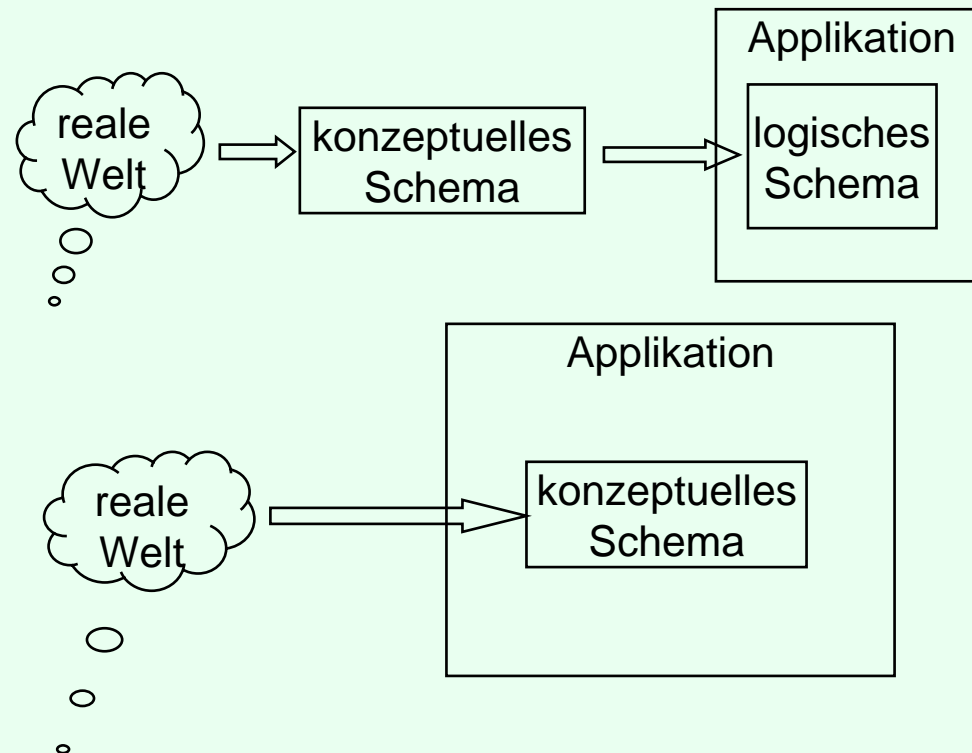 reale
Welt
konzeptuelles
Schema
Applikation
logisches
Schema
Applikation
reale
Welt
konzeptuelles
Schema